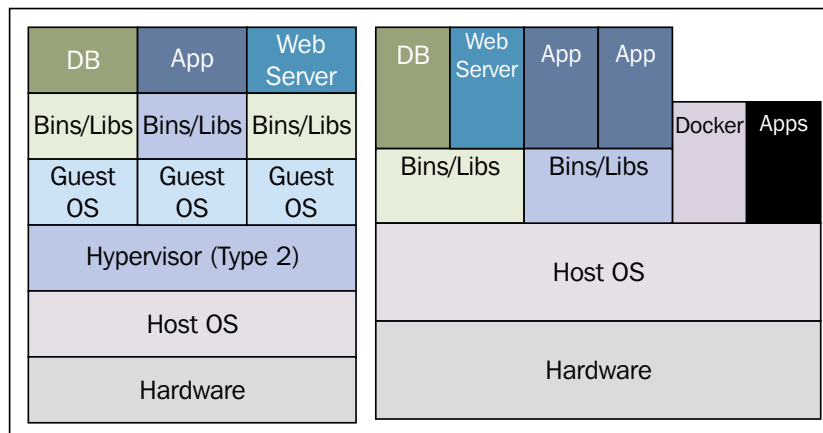 DB
App
Web
Server
Bins/Libs
Bins/Libs
Bins/Libs
Guest
OS
Guest
OS
Guest
OS
Hypervisor (Type 2)
Host OS
Hardware
DB
Web
Server
App
App
Docker
Apps
Bins/Libs
Bins/Libs
Host OS
Hardware